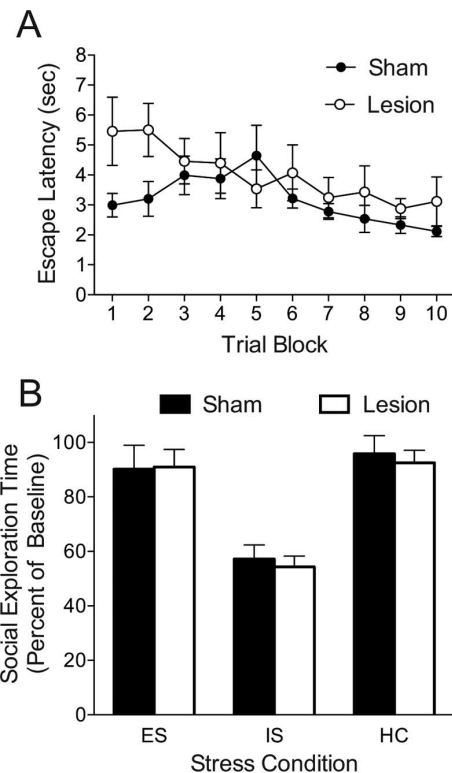 A
8
7
6
5
4
3
2
1
0
Escape Latency (sec)
Sham
Lesion
1 2 3 4 5 6 7 8 9 10
Trial Block
B
Sham Lesion
100
80
60
40
20
0
Social Exploration Time
(Percent of Baseline)
ES IS HC
Stress Condition